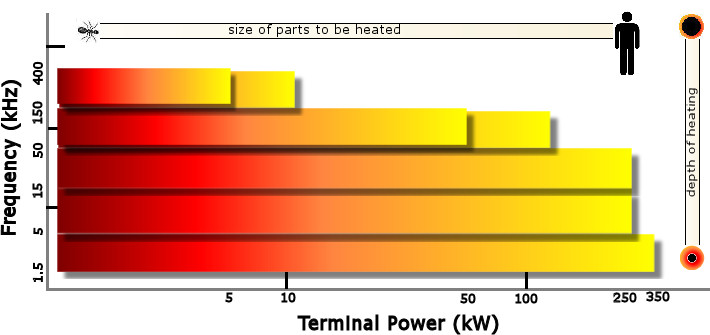 size of parts to be heated
depth of heating
Frequency (kHz)
400
150
50
15
5
1.5
5 10 50 100 250 350
Terminal Power (kW)